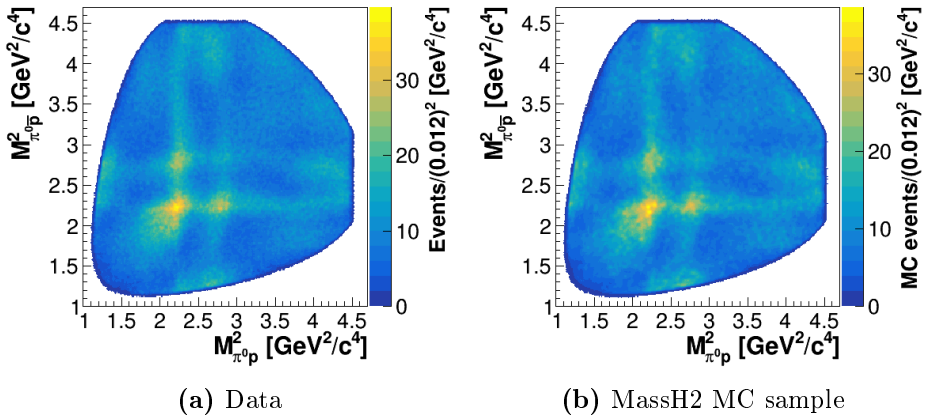 4.5
4
3.5
3
2.5
2
1.5
1
M²π⁰p̅ [GeV²/c⁴]
1 1.5 2 2.5 3 3.5 4 4.5
M²π⁰p [GeV²/c⁴]
30
20
10
0
Events/(0.012)² [GeV²/c⁴]
(a) Data
4.5
4
3.5
3
2.5
2
1.5
1
M²π⁰p̅ [GeV²/c⁴]
1 1.5 2 2.5 3 3.5 4 4.5
M²π⁰p [GeV²/c⁴]
30
20
10
0
MC events/(0.012)² [GeV²/c⁴]
(b) MassH2 MC sample